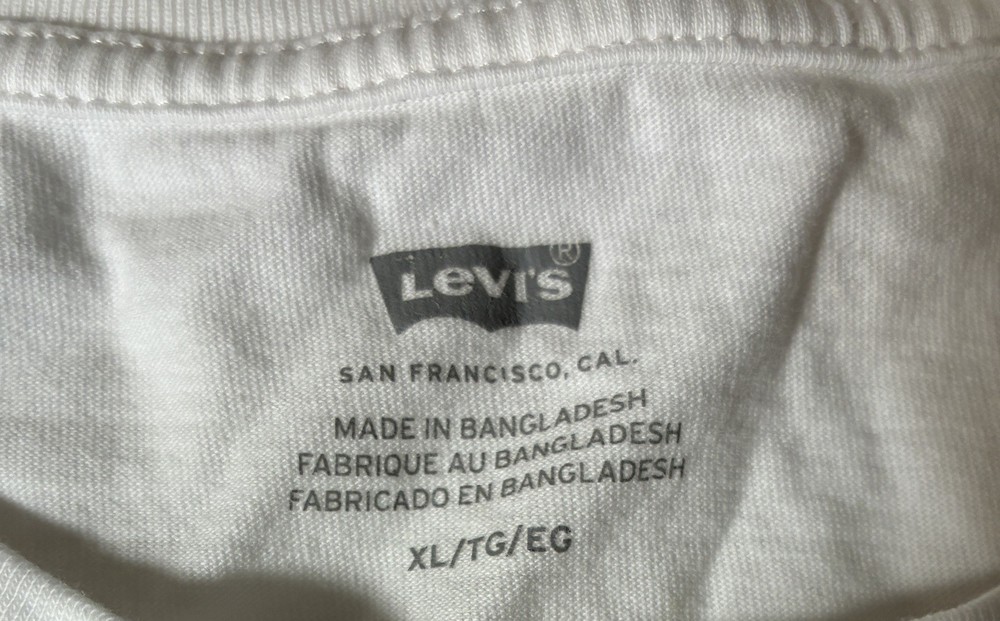 Levi's®
SAN FRANCISCO, CAL.
MADE IN BANGLADESH
FABRIQUE AU BANGLADESH
FABRICADO EN BANGLADESH
XL/TG/EG